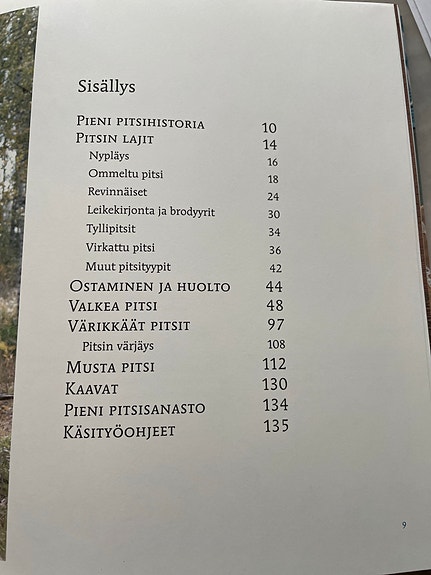 Sisällys
Pieni pitsihistoria 10
Pitsin lajit 14
Nypläys 16
Ommeltu pitsi 18
Revinnäiset 24
Leikekirjonta ja brodyyrit 30
Tyllipitsit 34
Virkattu pitsi 36
Muut pitsityypit 42
Ostaminen ja huolto 44
Valkea pitsi 48
Värikkäät pitsit 97
Pitsin värjäys 108
Musta pitsi 112
Kaavat 130
Pieni pitsisanasto 134
Käsityöohjeet 135
9